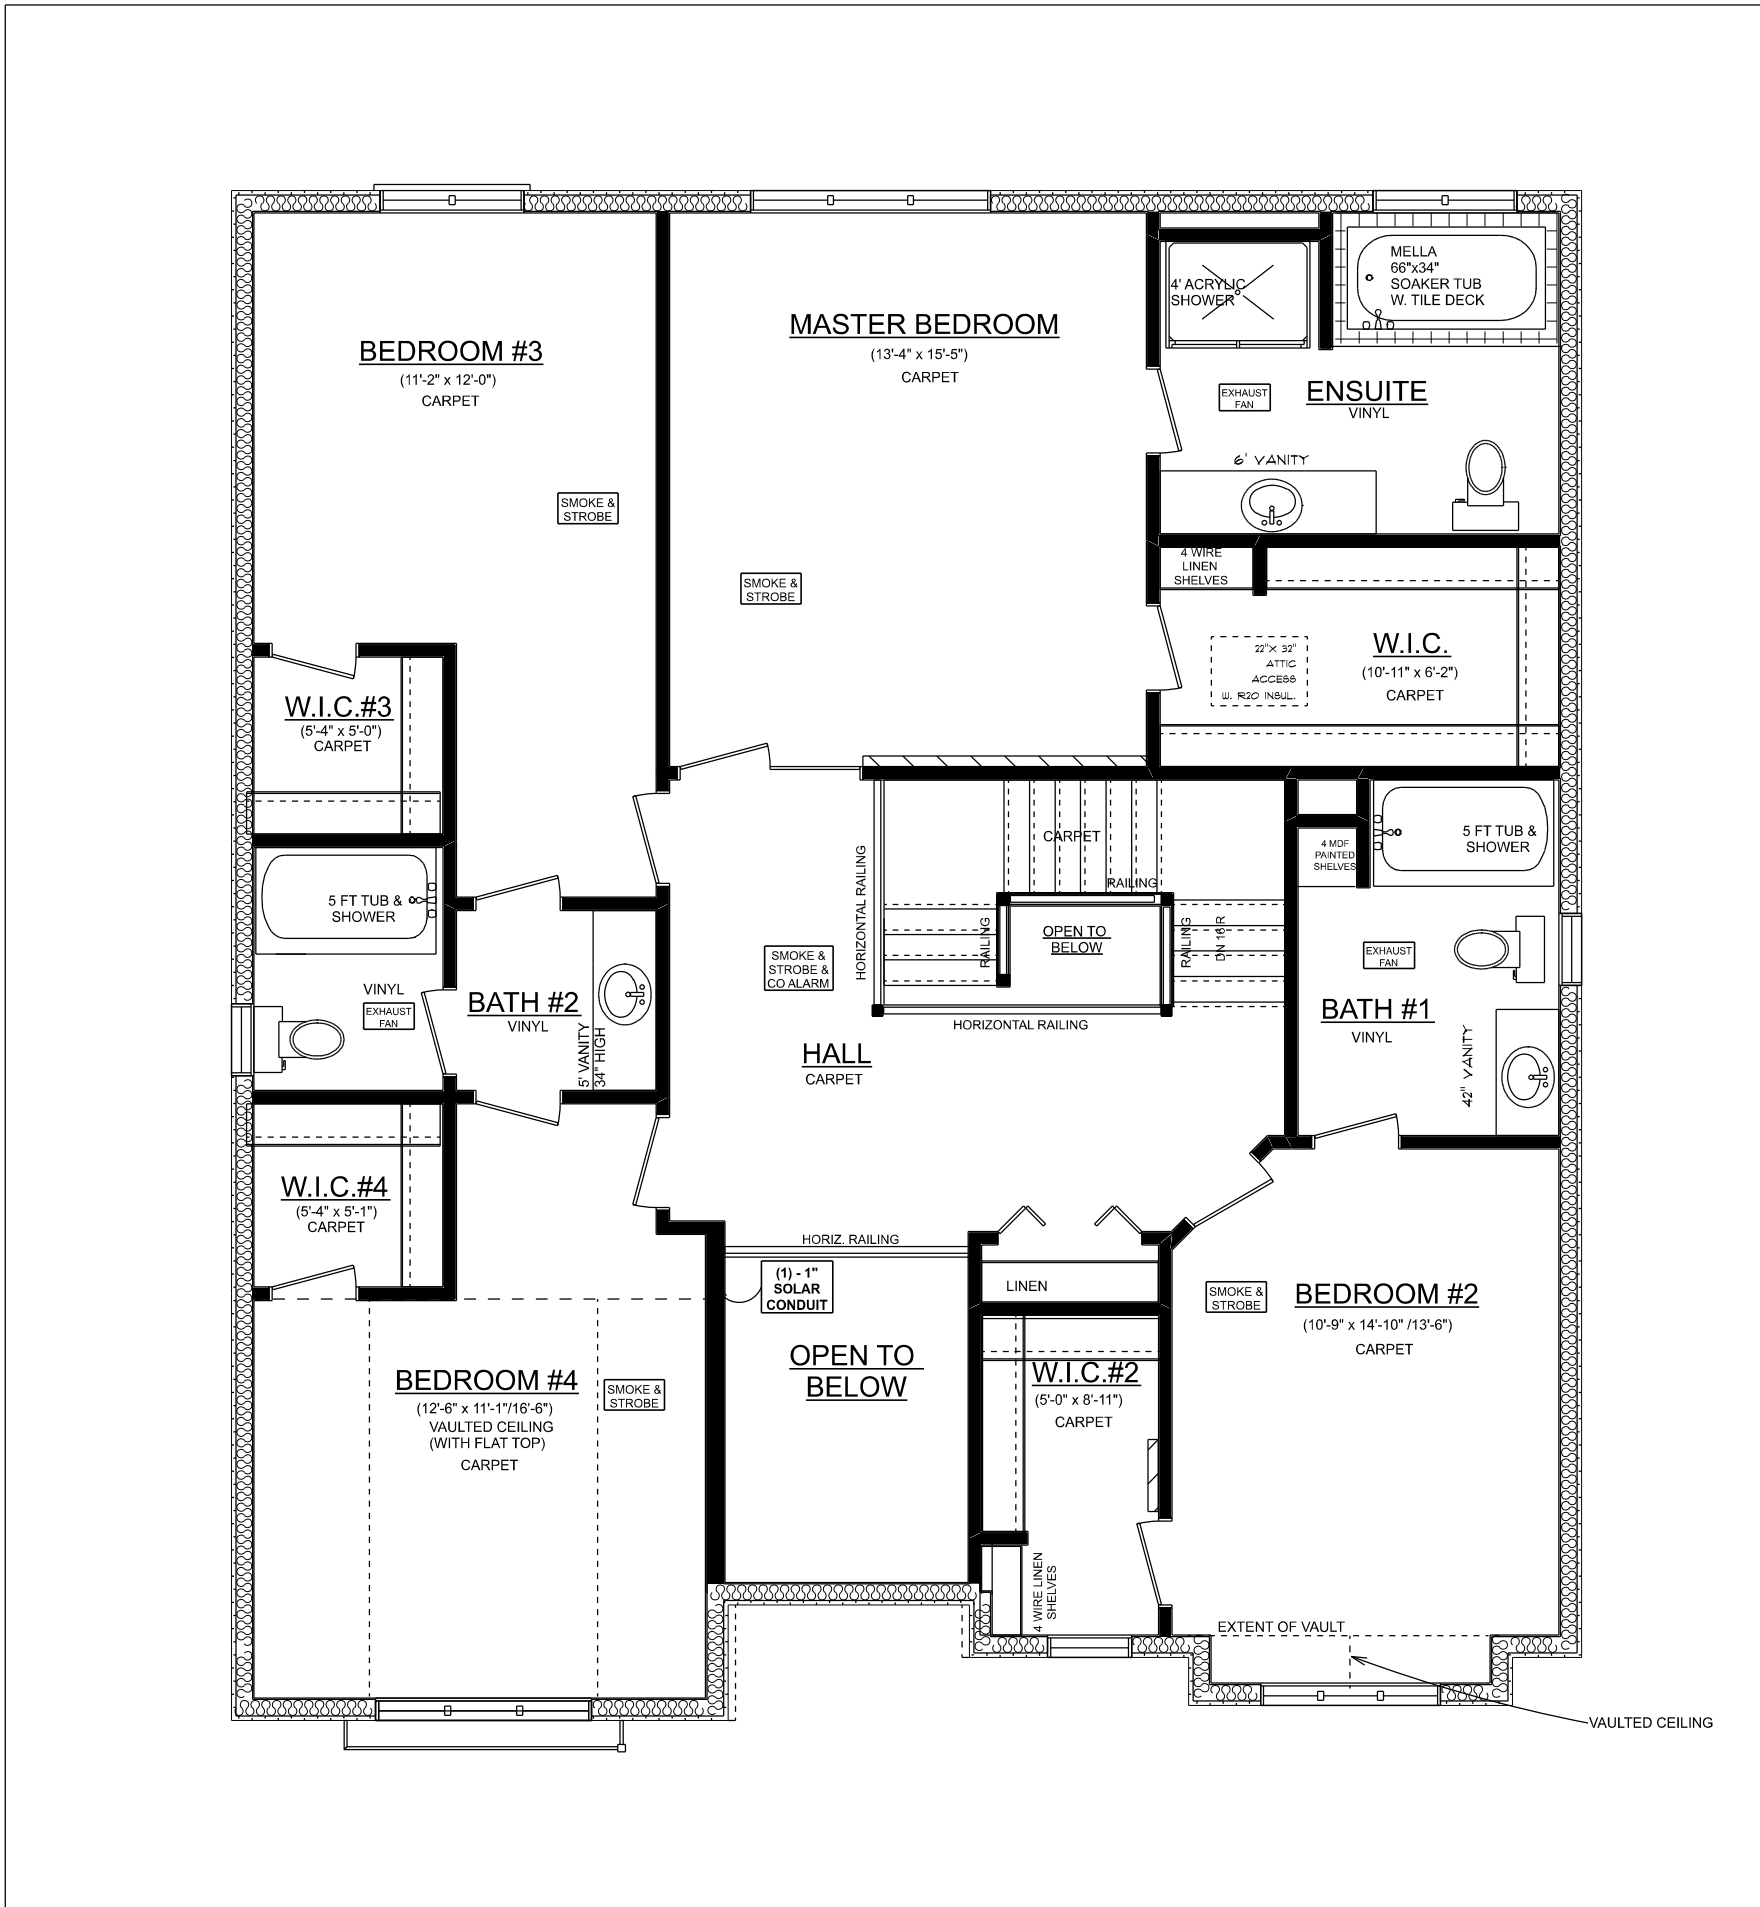 MELLA
66"x34"
SOAKER TUB
W. TILE DECK
4' ACRYLIC
SHOWER
MASTER BEDROOM
(13'-4" x 15'-5")
CARPET
BEDROOM #3
(11'-2" x 12'-0")
CARPET
EXHAUST
FAN
ENSUITE
VINYL
6' VANITY
SMOKE &
STROBE
SMOKE &
STROBE
4 WIRE
LINEN
SHELVES
22"x 32"
ATTIC
ACCESS
W. R20 INSUL.
W.I.C.
(10'-11" x 6'-2")
CARPET
W.I.C.#3
(5'-4" x 5'-0")
CARPET
CARPET
RAILING
HORIZONTAL RAILING
RAILING
OPEN TO
BELOW
RAILING
DN 16 R
HORIZONTAL RAILING
4 MDF
PAINTED
SHELVES
5 FT TUB &
SHOWER
5 FT TUB &
SHOWER
VINYL
EXHAUST
FAN
BATH #2
VINYL
5' VANITY
34" HIGH
SMOKE &
STROBE &
CO ALARM
HALL
CARPET
EXHAUST
FAN
BATH #1
VINYL
42" VANITY
W.I.C.#4
(5'-4" x 5'-1")
CARPET
HORIZ. RAILING
(1) - 1"
SOLAR
CONDUIT
LINEN
SMOKE &
STROBE
BEDROOM #2
(10'-9" x 14'-10" /13'-6")
CARPET
BEDROOM #4
(12'-6" x 11'-1"/16'-6")
VAULTED CEILING
(WITH FLAT TOP)
CARPET
SMOKE &
STROBE
OPEN TO
BELOW
W.I.C.#2
(5'-0" x 8'-11")
CARPET
4 WIRE LINEN
SHELVES
EXTENT OF VAULT
VAULTED CEILING